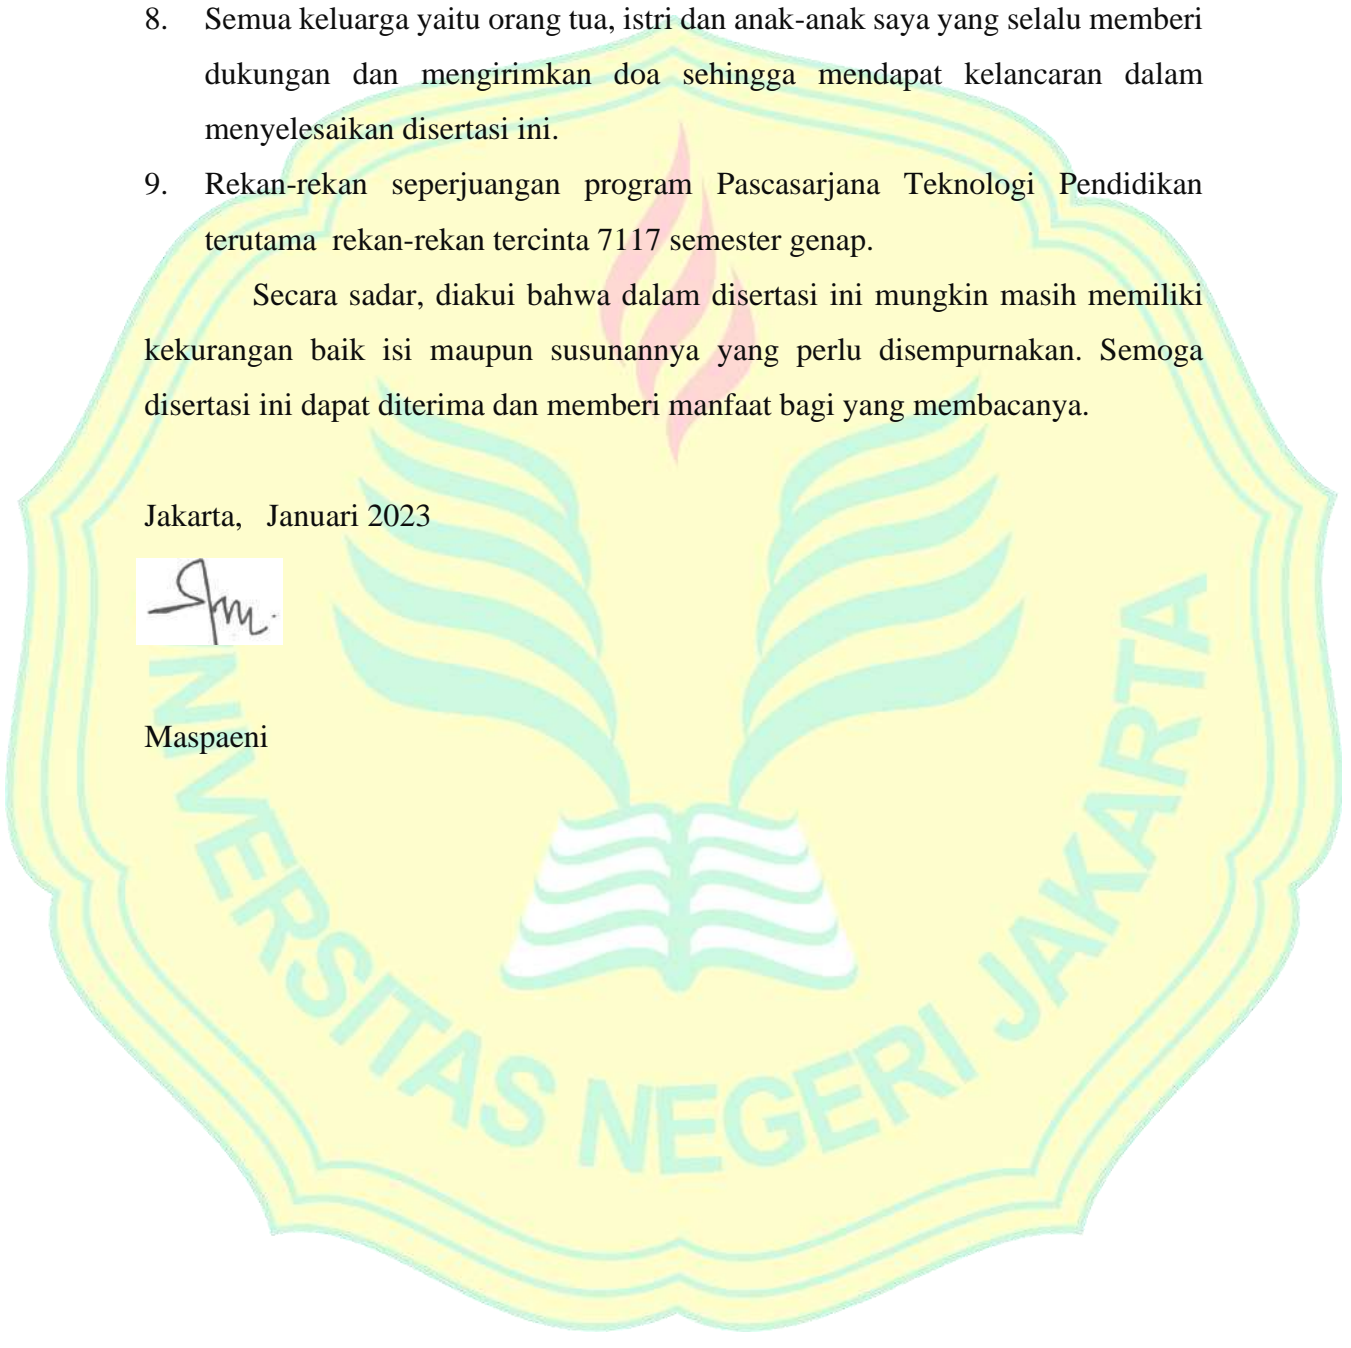 8. Semua keluarga yaitu orang tua, istri dan anak-anak saya yang selalu memberi
dukungan dan mengirimkan doa sehingga mendapat kelancaran dalam
menyelesaikan disertasi ini.
9. Rekan-rekan seperjuangan program Pascasarjana Teknologi Pendidikan
terutama rekan-rekan tercinta 7117 semester genap.
Secara sadar, diakui bahwa dalam disertasi ini mungkin masih memiliki
kekurangan baik isi maupun susunannya yang perlu disempurnakan. Semoga
disertasi ini dapat diterima dan memberi manfaat bagi yang membacanya.
Jakarta, Januari 2023
Maspaeni
NIVERSITAS NEGERI JAKARTA